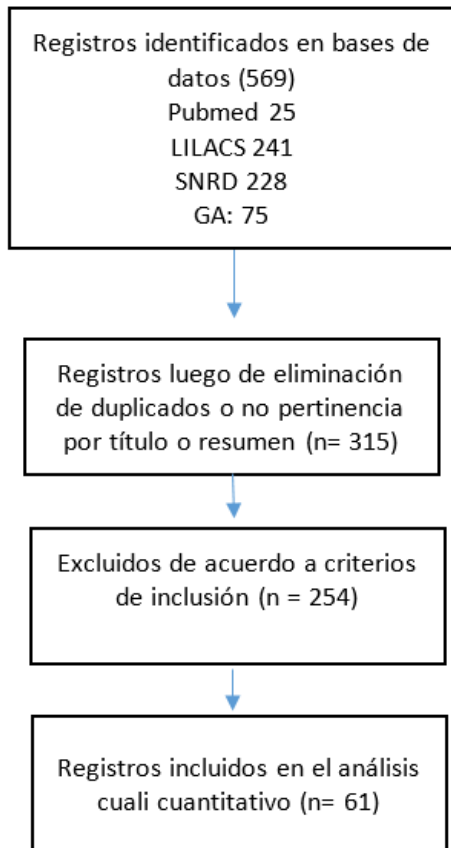 Registros identificados en bases de
datos (569)
Pubmed 25
LILACS 241
SNRD 228
GA: 75
Registros luego de eliminación
de duplicados o no pertinencia
por título o resumen (n= 315)
Excluidos de acuerdo a criterios
de inclusión (n = 254)
Registros incluidos en el análisis
cuali cuantitativo (n= 61)